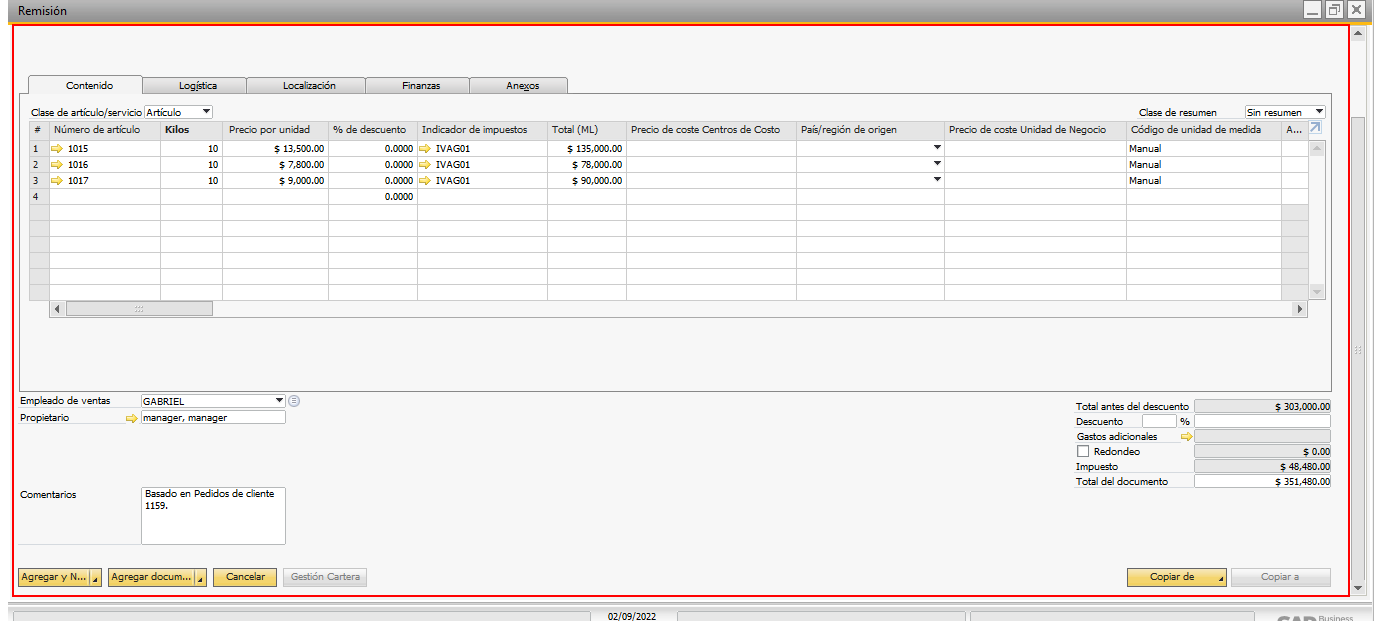 Remisión
Contenido Logística Localización Finanzas Anexos
Clase de artículo/servicio Artículo Clase de resumen Sin resumen
# Número de artículo Kilos Precio por unidad % de descuento Indicador de impuestos Total (ML) Precio de coste Centros de Costo País/región de origen Precio de coste Unidad de Negocio Código de unidad de medida A...
1 1015 10 $ 13,500.00 0.0000 IVAG01 $ 135,000.00 Manual
2 1016 10 $ 7,800.00 0.0000 IVAG01 $ 78,000.00 Manual
3 1017 10 $ 9,000.00 0.0000 IVAG01 $ 90,000.00 Manual
4 0.0000
Empleado de ventas GABRIEL
Propietario manager, manager
Total antes del descuento $ 303,000.00
Descuento %
Gastos adicionales
Redondeo $ 0.00
Impuesto $ 48,480.00
Total del documento $ 351,480.00
Comentarios Basado en Pedidos de cliente
1159.
Agregar y N... Agregar docum... Cancelar Gestión Cartera Copiar de Copiar a
02/09/2022
SAP Business